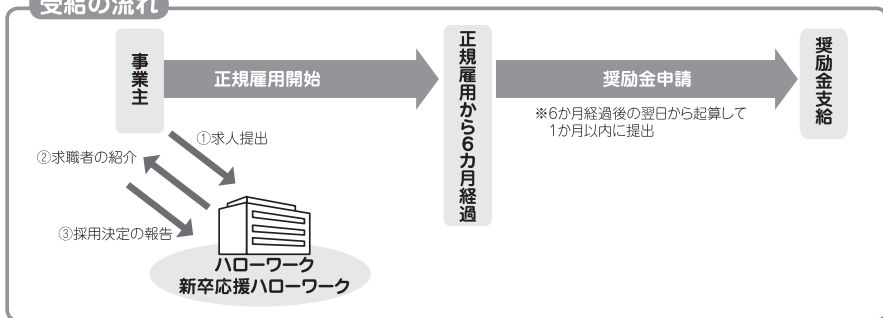 受給の流れ
事業主
正規雇用開始
正規雇用から6カ月経過
奨励金申請
※6か月経過後の翌日から起算して
1か月以内に提出
奨励金支給
①求人提出
②求職者の紹介
③採用決定の報告
ハローワーク
新卒応援ハローワーク